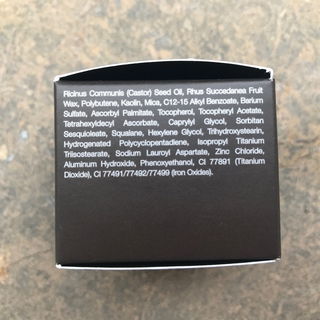 Ricinus Communis (Castor) Seed Oil, Rhus Succedanea Fruit
Wax, Polybutene, Kaolin, Mica, C12-15 Alkyl Benzoate, Barium
Sulfate, Ascorbyl Palmitate, Tocopherol, Tocopheryl Acetate,
Tetrahexyldecyl Ascorbate, Caprylyl Glycol, Sorbitan
Sesquioleate, Squalane, Hexylene Glycol, Trihydroxystearin,
Hydrogenated Polycyclopentadiene, Isopropyl Titanium
Triisostearate, Sodium Lauroyl Aspartate, Zinc Chloride,
Aluminum Hydroxide, Phenoxyethanol, CI 77891 (Titanium
Dioxide), CI 77491/77492/77499 (Iron Oxides).